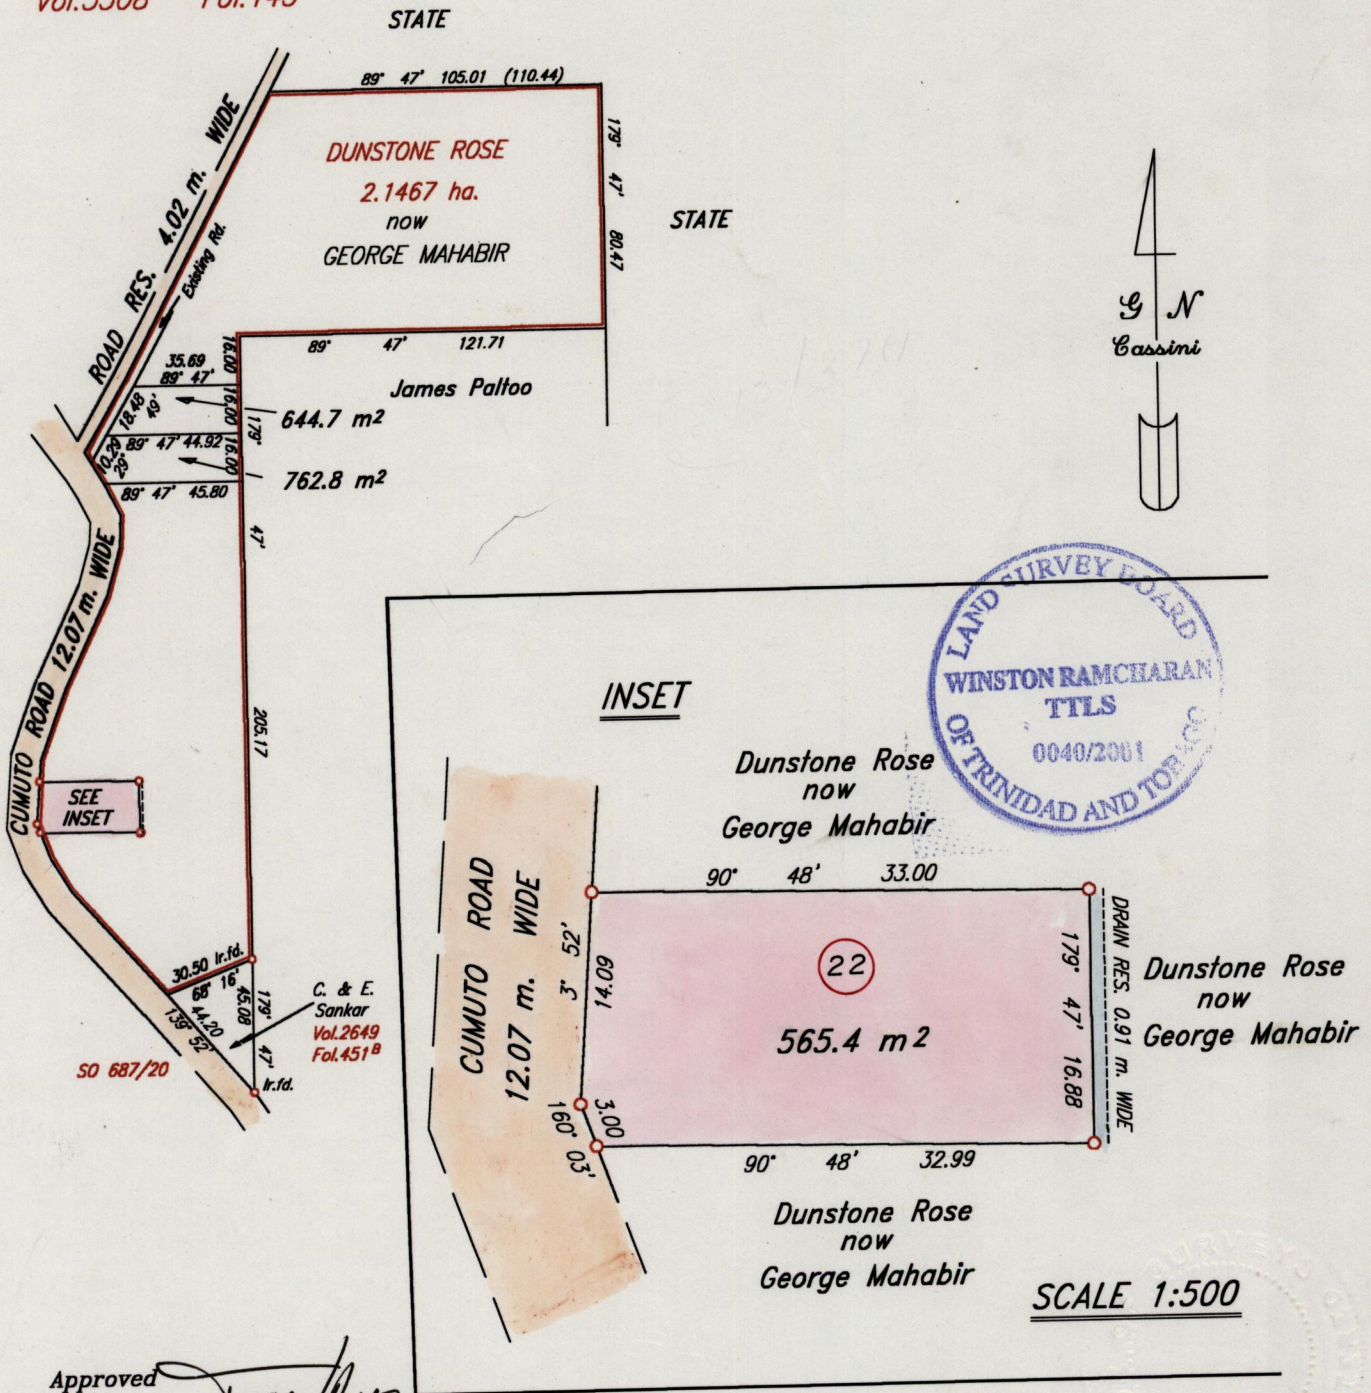 Vol.5508 Fol.145
STATE
89° 47' 105.01 (110.44)
ROAD RES. 4.02 m. WIDE
Existing Rd.
DUNSTONE ROSE
2.1467 ha.
now
GEORGE MAHABIR
179° 47' 80.47
STATE
89° 47' 121.71
James Paltoo
16.00
35.69
89° 47'
18.48
49'
16.00
644.7 m²
179°
89° 47' 44.92
10.29
29°
16.00
762.8 m²
89° 47' 45.80
47'
205.17
CUMUTO ROAD 12.07 m. WIDE
SEE
INSET
30.50 Ir.fd.
68° 16'
44.20
139° 52'
45.08
179° 47'
Ir.fd.
C. & E.
Sankar
Vol.2649
Fol.451ᴮ
SO 687/20
G N
Cassini
LAND SURVEY BOARD
WINSTON RAMCHARAN
TTLS
0040/2001
OF TRINIDAD AND TOBAGO
INSET
Dunstone Rose
now
George Mahabir
90° 48' 33.00
CUMUTO ROAD
12.07 m. WIDE
3° 52'
14.09
22
565.4 m²
179° 47' 16.88
DRAIN RES. 0.91 m. WIDE
Dunstone Rose
now
George Mahabir
3.00
160° 03'
90° 48' 32.99
Dunstone Rose
now
George Mahabir
SCALE 1:500
Approved